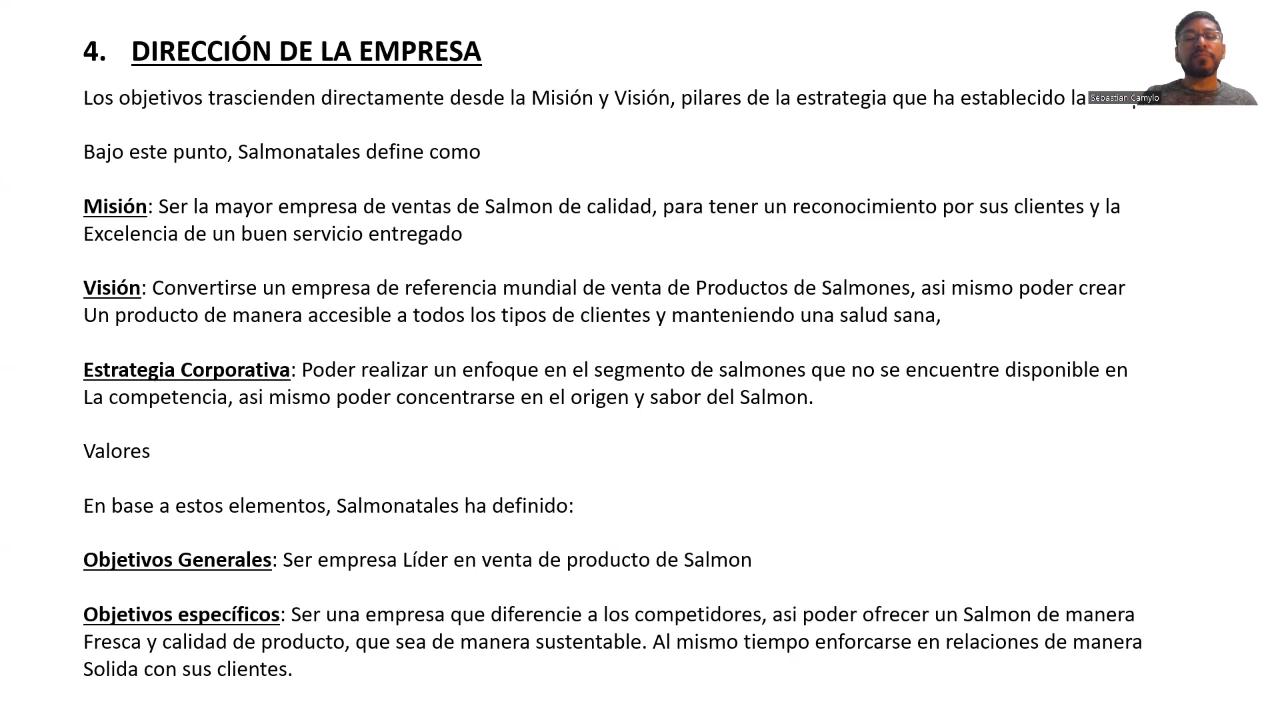 4. DIRECCIÓN DE LA EMPRESA
Los objetivos trascienden directamente desde la Misión y Visión, pilares de la estrategia que ha establecido la
Sebastian Camylo
Bajo este punto, Salmonatales define como
Misión: Ser la mayor empresa de ventas de Salmon de calidad, para tener un reconocimiento por sus clientes y la
Excelencia de un buen servicio entregado
Visión: Convertirse un empresa de referencia mundial de venta de Productos de Salmones, asi mismo poder crear
Un producto de manera accesible a todos los tipos de clientes y manteniendo una salud sana,
Estrategia Corporativa: Poder realizar un enfoque en el segmento de salmones que no se encuentre disponible en
La competencia, asi mismo poder concentrarse en el origen y sabor del Salmon.
Valores
En base a estos elementos, Salmonatales ha definido:
Objetivos Generales: Ser empresa Líder en venta de producto de Salmon
Objetivos específicos: Ser una empresa que diferencie a los competidores, asi poder ofrecer un Salmon de manera
Fresca y calidad de producto, que sea de manera sustentable. Al mismo tiempo enforcarse en relaciones de manera
Solida con sus clientes.